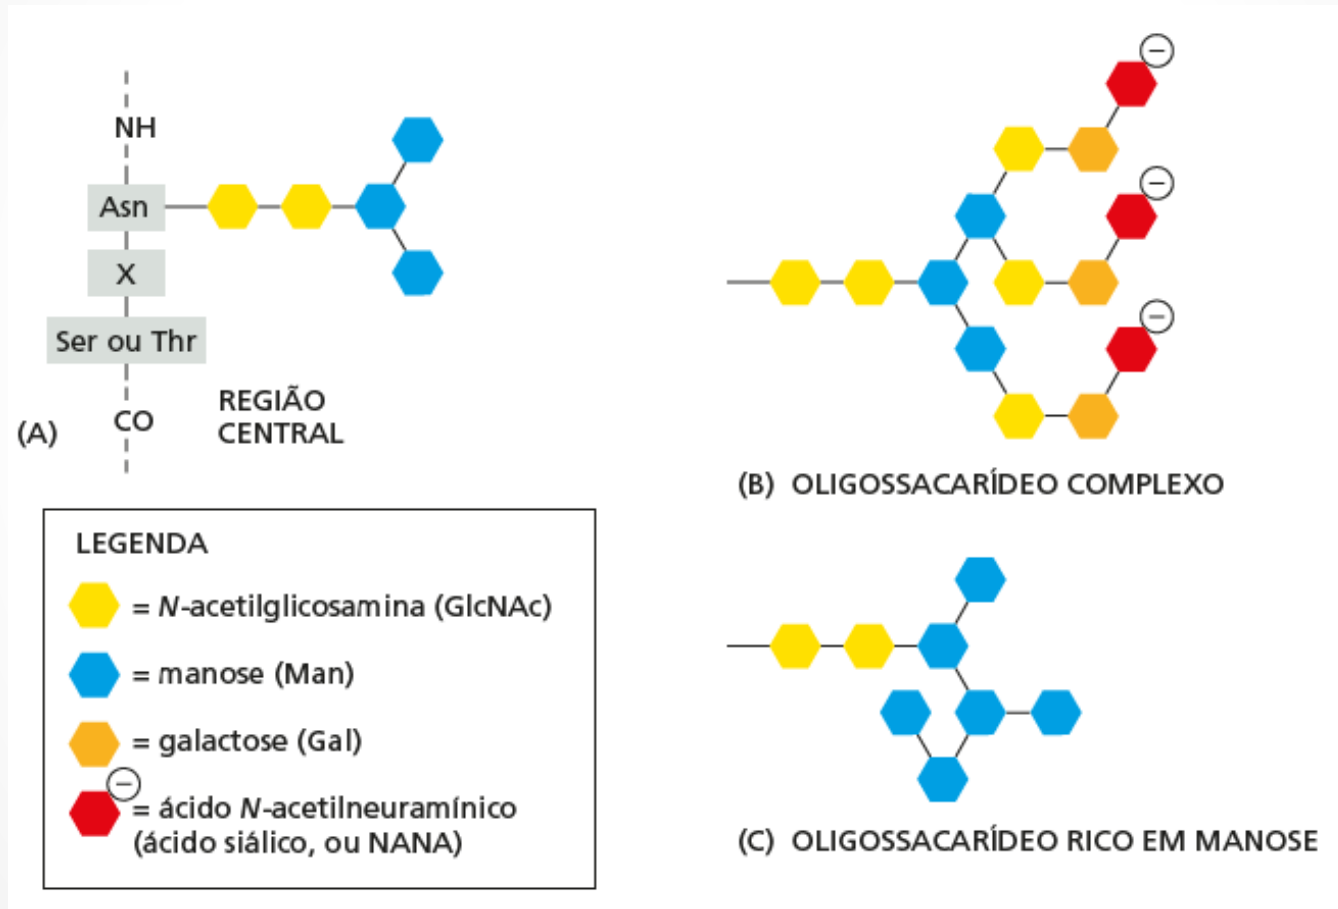 NH
Asn
X
Ser ou Thr
CO
(A)
REGIÃO
CENTRAL
LEGENDA
= N-acetilglicosamina (GlcNAc)
= manose (Man)
= galactose (Gal)
−
= ácido N-acetilneuramínico
(ácido siálico, ou NANA)
−
−
−
(B) OLIGOSSACARÍDEO COMPLEXO
(C) OLIGOSSACARÍDEO RICO EM MANOSE